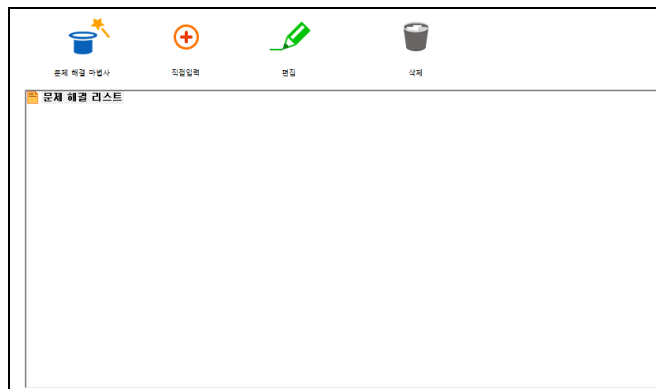 문제 해결 마법사
직접입력
편집
삭제
문제 해결 리스트